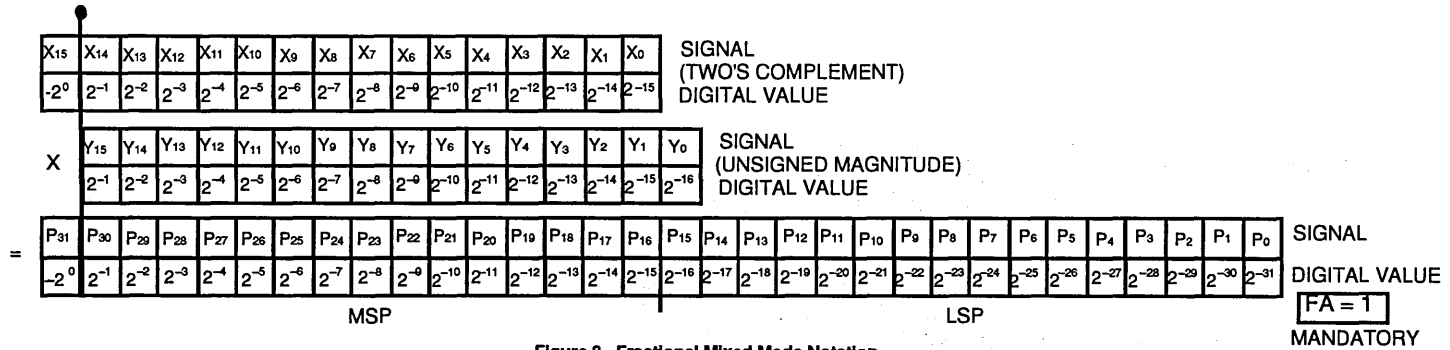 X15 X14 X13 X12 X11 X10 X9 X8 X7 X6 X5 X4 X3 X2 X1 X0 SIGNAL
(TWO'S COMPLEMENT)
-2⁰ 2⁻¹ 2⁻² 2⁻³ 2⁻⁴ 2⁻⁵ 2⁻⁶ 2⁻⁷ 2⁻⁸ 2⁻⁹ 2⁻¹⁰ 2⁻¹¹ 2⁻¹² 2⁻¹³ 2⁻¹⁴ 2⁻¹⁵ DIGITAL VALUE
X Y15 Y14 Y13 Y12 Y11 Y10 Y9 Y8 Y7 Y6 Y5 Y4 Y3 Y2 Y1 Y0 SIGNAL
(UNSIGNED MAGNITUDE)
2⁻¹ 2⁻² 2⁻³ 2⁻⁴ 2⁻⁵ 2⁻⁶ 2⁻⁷ 2⁻⁸ 2⁻⁹ 2⁻¹⁰ 2⁻¹¹ 2⁻¹² 2⁻¹³ 2⁻¹⁴ 2⁻¹⁵ 2⁻¹⁶ DIGITAL VALUE
= P31 P30 P29 P28 P27 P26 P25 P24 P23 P22 P21 P20 P19 P18 P17 P16 P15 P14 P13 P12 P11 P10 P9 P8 P7 P6 P5 P4 P3 P2 P1 P0 SIGNAL
-2⁰ 2⁻¹ 2⁻² 2⁻³ 2⁻⁴ 2⁻⁵ 2⁻⁶ 2⁻⁷ 2⁻⁸ 2⁻⁹ 2⁻¹⁰ 2⁻¹¹ 2⁻¹² 2⁻¹³ 2⁻¹⁴ 2⁻¹⁵ 2⁻¹⁶ 2⁻¹⁷ 2⁻¹⁸ 2⁻¹⁹ 2⁻²⁰ 2⁻²¹ 2⁻²² 2⁻²³ 2⁻²⁴ 2⁻²⁵ 2⁻²⁶ 2⁻²⁷ 2⁻²⁸ 2⁻²⁹ 2⁻³⁰ 2⁻³¹ DIGITAL VALUE
MSP LSP FA = 1
MANDATORY